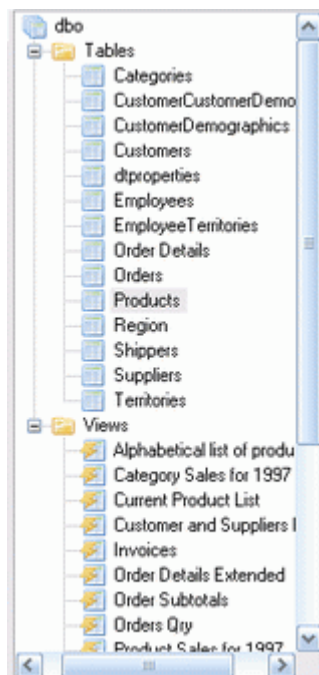 dbo
Tables
Categories
CustomerCustomerDemo
CustomerDemographics
Customers
dtproperties
Employees
EmployeeTerritories
Order Details
Orders
Products
Region
Shippers
Suppliers
Territories
Views
Alphabetical list of produ
Category Sales for 1997
Current Product List
Customer and Suppliers
Invoices
Order Details Extended
Order Subtotals
Orders Qry
Product Sales for 1997